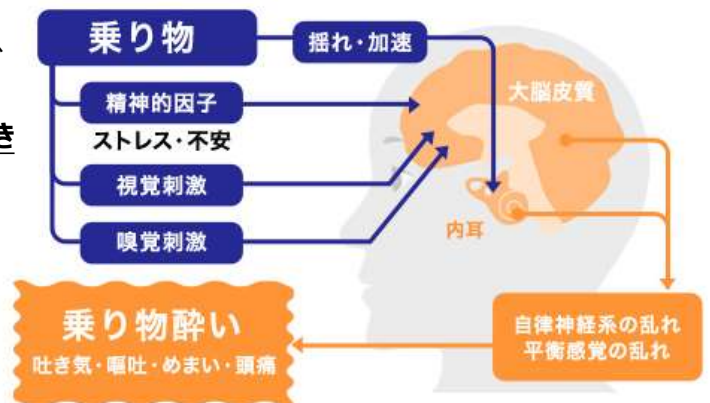 乗り物
揺れ・加速
精神的因子
ストレス・不安
視覚刺激
嗅覚刺激
大脳皮質
内耳
自律神経系の乱れ
平衡感覚の乱れ
乗り物酔い
吐き気・嘔吐・めまい・頭痛
、
き